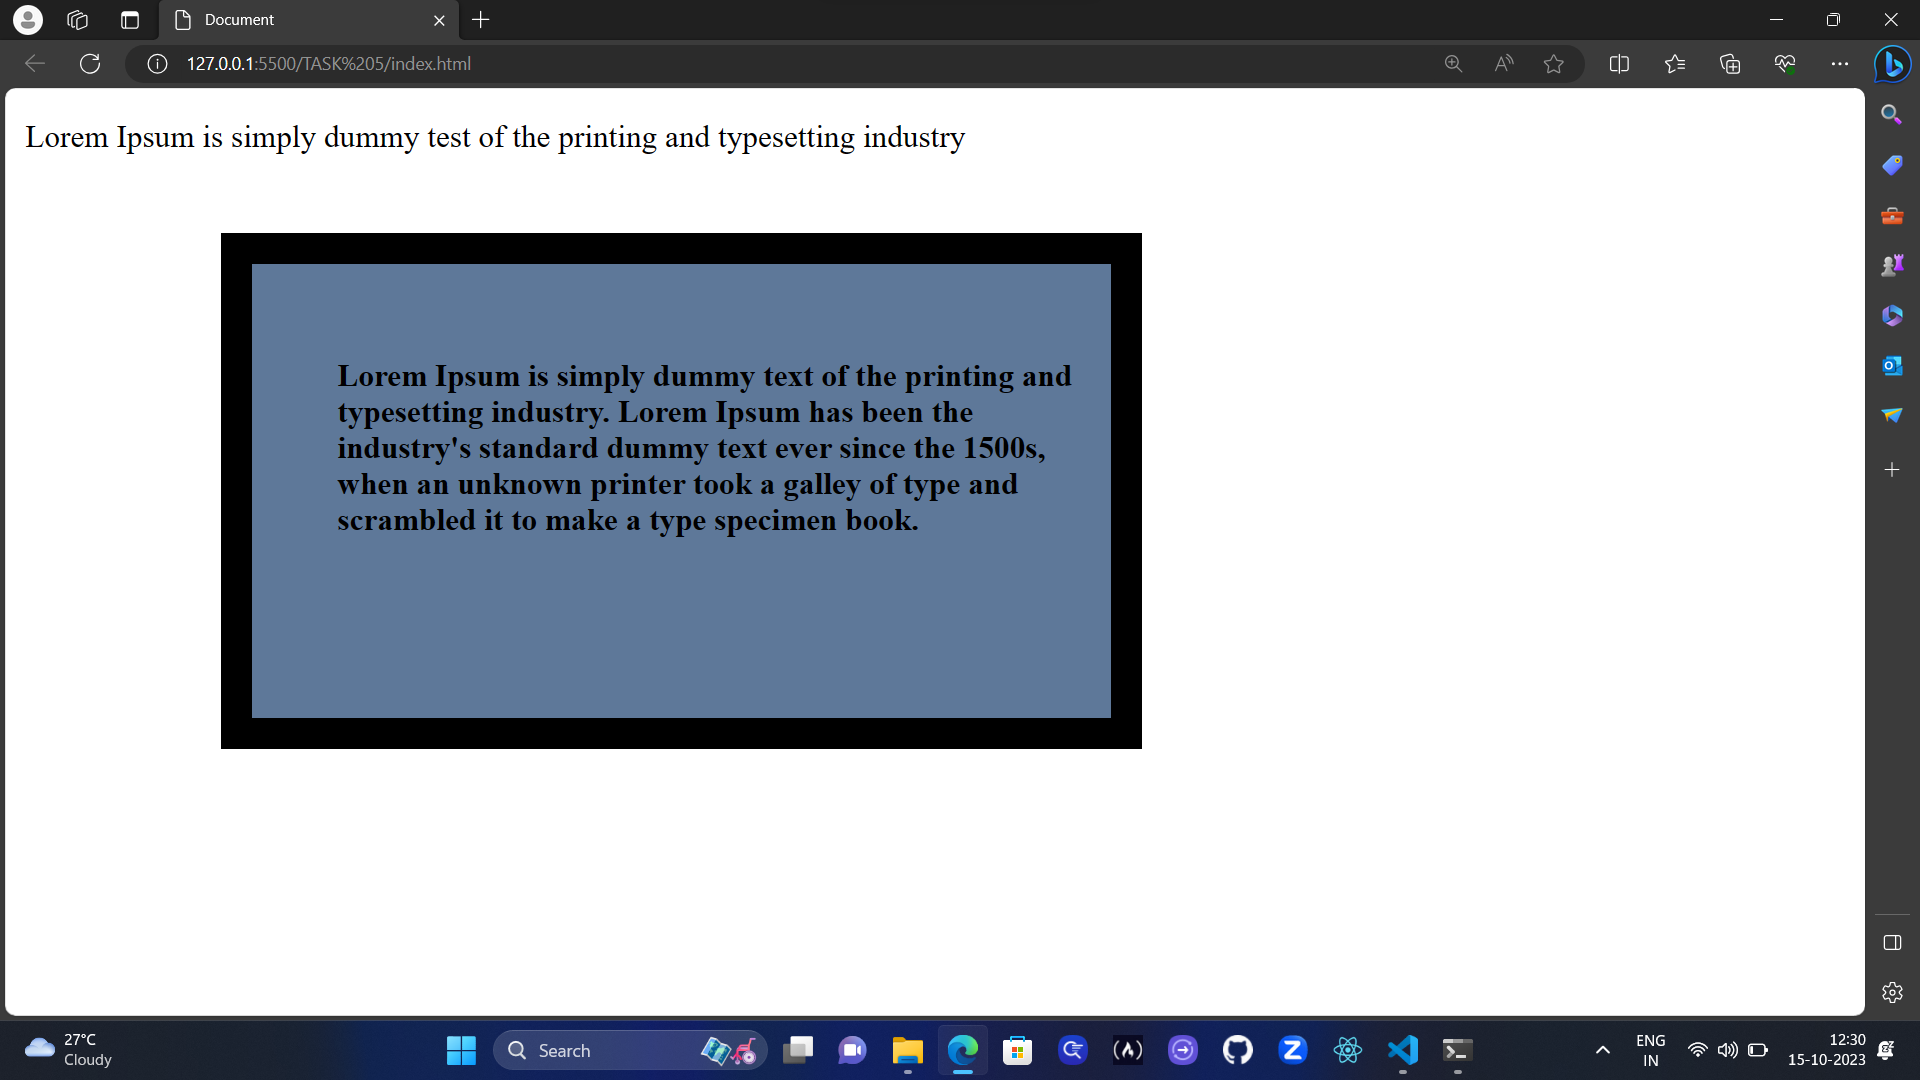 Document
127.0.0.1:5500/TASK%205/index.html
Lorem Ipsum is simply dummy test of the printing and typesetting industry
Lorem Ipsum is simply dummy text of the printing and
typesetting industry. Lorem Ipsum has been the
industry's standard dummy text ever since the 1500s,
when an unknown printer took a galley of type and
scrambled it to make a type specimen book.
27°C
Cloudy
Search
ENG
IN
12:30
15-10-2023